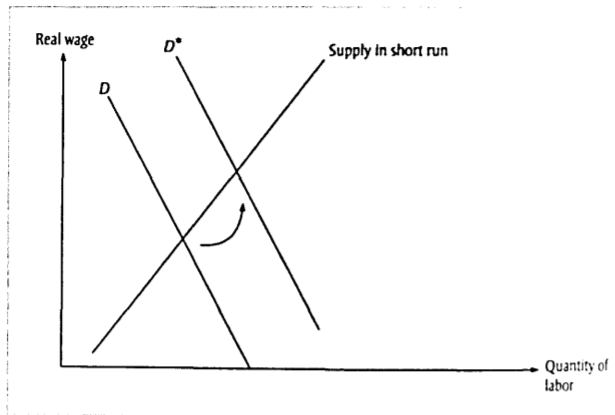 Real wage
D*
Supply in short run
D
Quantity of
labor